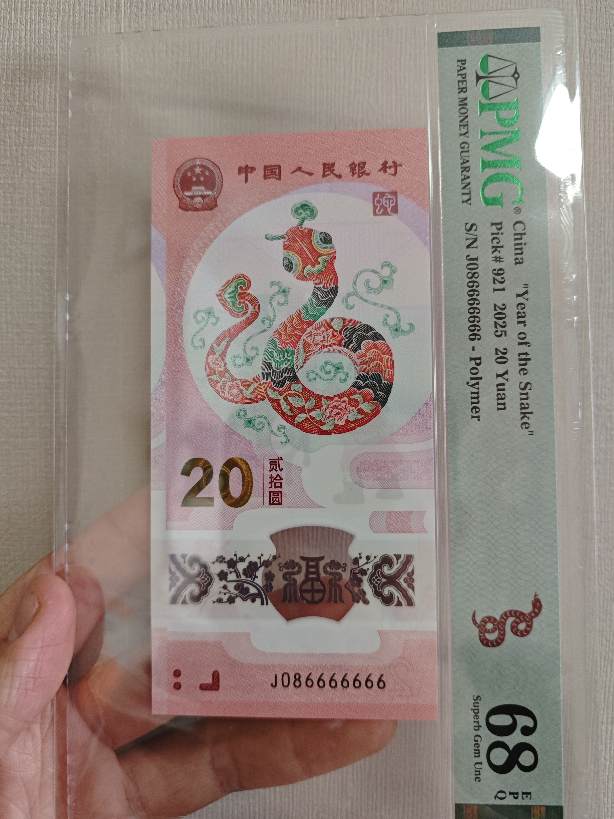 中国人民银行
20
贰拾圆
福
J086666666
PMG®
PAPER MONEY GUARANTY
China "Year of the Snake"
Pick# 921 2025 20 Yuan
S/N J086666666 - Polymer
68 EPQ
Superb Gem Unc